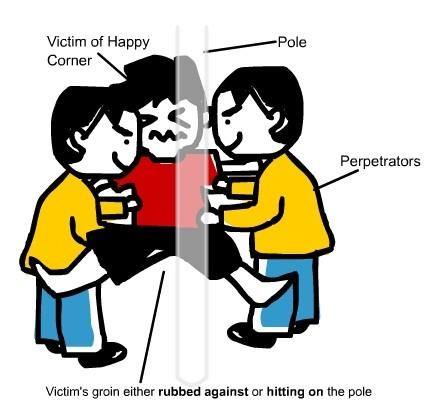 Victim of Happy
Corner
Pole
Perpetrators
Victim's groin either rubbed against or hitting on the pole